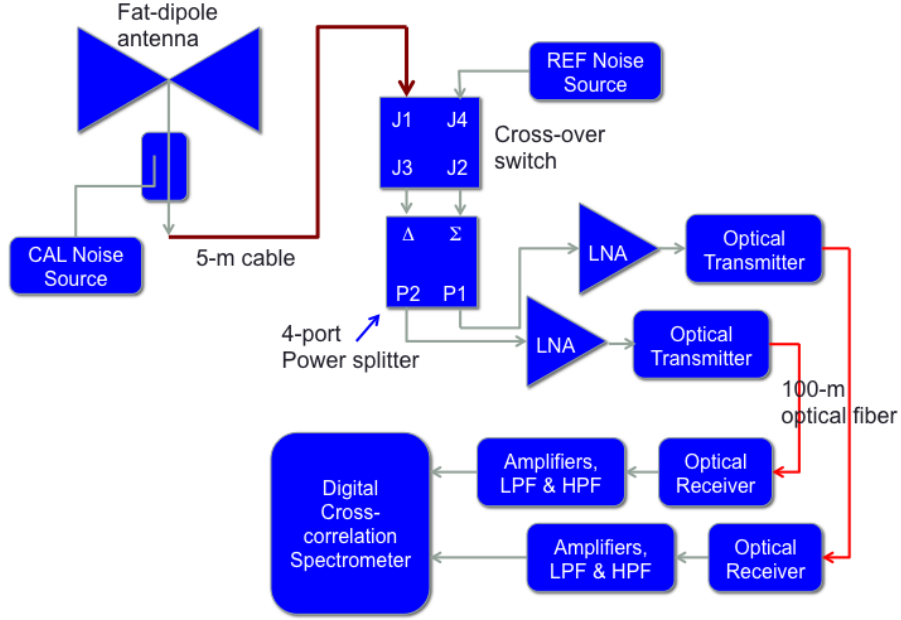 Fat-dipole
antenna
REF Noise
Source
J1 J4
J3 J2
Cross-over
switch
CAL Noise
Source
5-m cable
Δ Σ
P2 P1
4-port
Power splitter
LNA
Optical
Transmitter
LNA
Optical
Transmitter
100-m
optical fiber
Digital
Cross-
correlation
Spectrometer
Amplifiers,
LPF & HPF
Optical
Receiver
Amplifiers,
LPF & HPF
Optical
Receiver